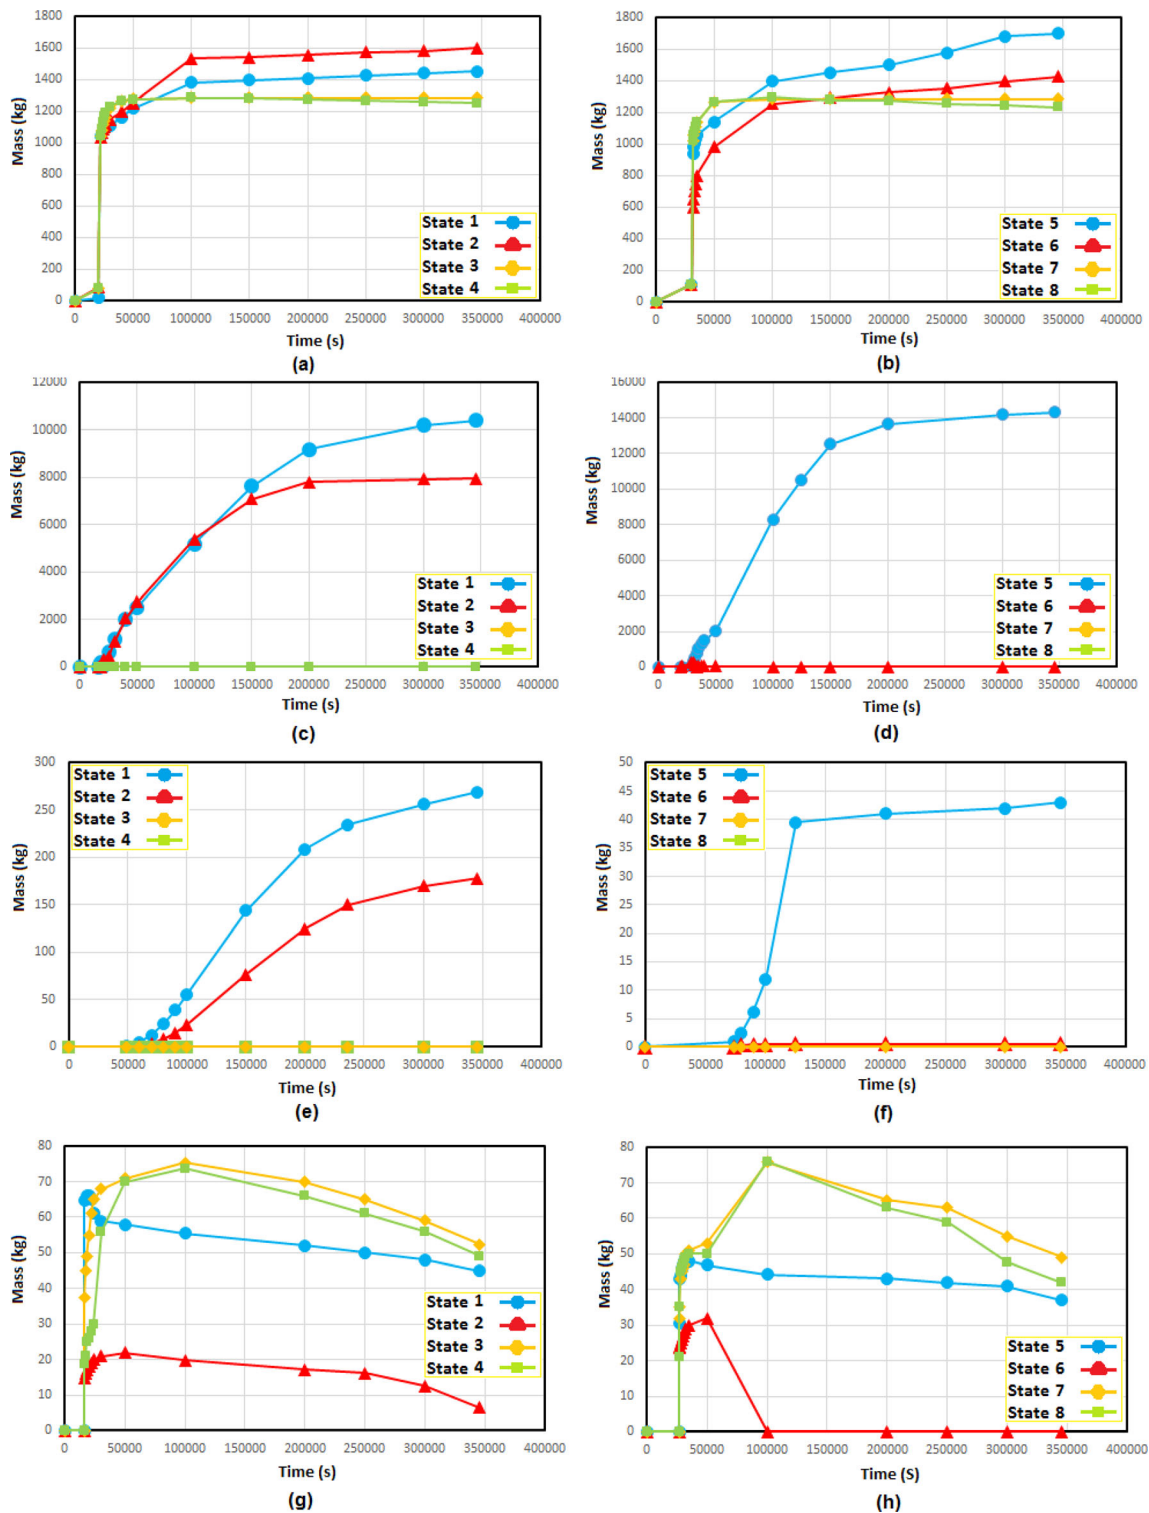 1800
1600
1400
1200
1000
800
600
400
200
0
Mass (kg)
State 1
State 2
State 3
State 4
0 50000 100000 150000 200000 250000 300000 350000 400000
Time (s)
(a)
1800
1600
1400
1200
1000
800
600
400
200
0
Mass (kg)
State 5
State 6
State 7
State 8
0 50000 100000 150000 200000 250000 300000 350000 400000
Time (s)
(b)
12000
10000
8000
6000
4000
2000
0
Mass (kg)
State 1
State 2
State 3
State 4
0 50000 100000 150000 200000 250000 300000 350000 400000
Time (s)
(c)
16000
14000
12000
10000
8000
6000
4000
2000
0
Mass (kg)
State 5
State 6
State 7
State 8
0 50000 100000 150000 200000 250000 300000 350000 400000
Time (s)
(d)
300
250
200
150
100
50
0
Mass (kg)
State 1
State 2
State 3
State 4
0 50000 100000 150000 200000 250000 300000 350000 400000
Time (s)
(e)
50
45
40
35
30
25
20
15
10
5
0
Mass (kg)
State 5
State 6
State 7
State 8
0 50000 100000 150000 200000 250000 300000 350000 400000
Time (s)
(f)
80
70
60
50
40
30
20
10
0
Mass (kg)
State 1
State 2
State 3
State 4
0 50000 100000 150000 200000 250000 300000 350000 400000
Time (s)
(g)
80
70
60
50
40
30
20
10
0
Mass (kg)
State 5
State 6
State 7
State 8
0 50000 100000 150000 200000 250000 300000 350000 400000
Time (S)
(h)